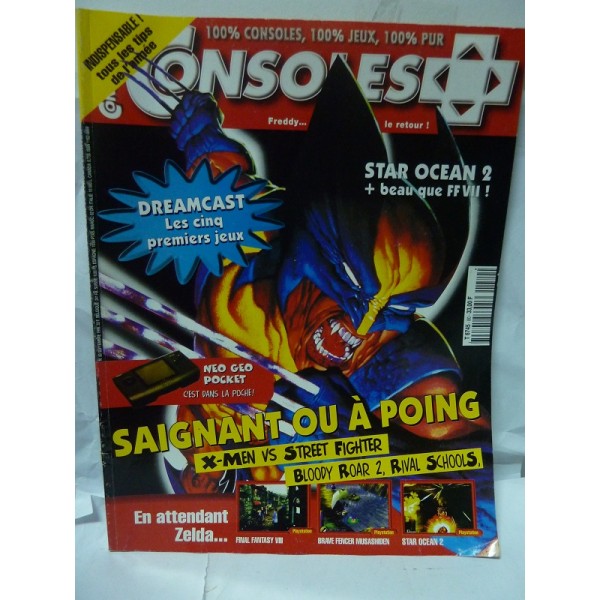 INDISPENSABLE !
tous les tips
de l'année
100% CONSOLES, 100% JEUX, 100% PUR
CONSOLES
Freddy... le retour !
STAR OCEAN 2
+ beau que FFVII !
DREAMCAST
Les cinq
premiers jeux
NEO GEO
POCKET
C'EST DANS LA POCHE!
SAIGNANT OU À POING
X-MEN VS STREET FIGHTER
BLOODY ROAR 2, RIVAL SCHOOLS,
En attendant
Zelda...
FINAL FANTASY VIII
BRAVE FENCER MUSASHIDEN
STAR OCEAN 2
Playstation
Playstation
Playstation